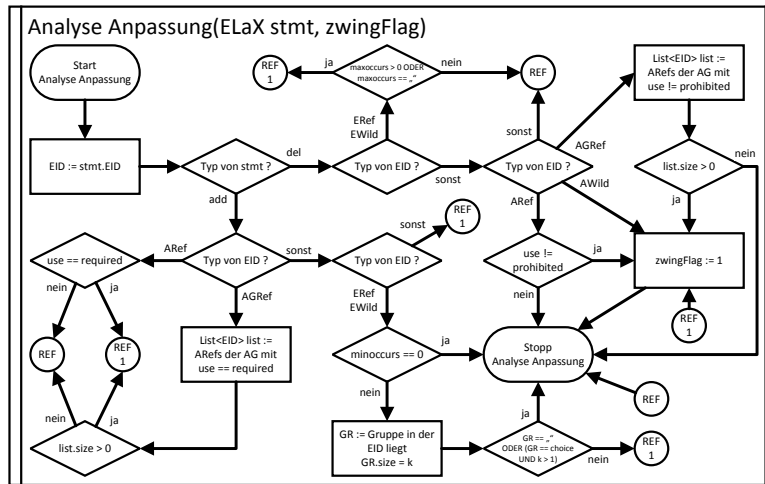 Analyse Anpassung(ELaX stmt, zwingFlag)
Start
Analyse Anpassung
REF
1
ja
maxoccurs > 0 ODER
maxoccurs == „“
nein
REF
List<EID> list :=
ARefs der AG mit
use != prohibited
ERef
EWild
sonst
AGRef
EID := stmt.EID
Typ von stmt ?
del
Typ von EID ?
sonst
Typ von EID ?
AWild
list.size > 0
nein
add
ARef
ja
use == required
ARef
Typ von EID ?
sonst
Typ von EID ?
sonst
REF
1
use !=
prohibited
ja
zwingFlag := 1
nein
ja
AGRef
ERef
EWild
nein
REF
REF
1
List<EID> list :=
ARefs der AG mit
use == required
minoccurs == 0
ja
Stopp
Analyse Anpassung
REF
1
nein
ja
nein
ja
REF
list.size > 0
GR := Gruppe in der
EID liegt
GR.size = k
GR == „“
ODER (GR == choice
UND k > 1)
nein
REF
1